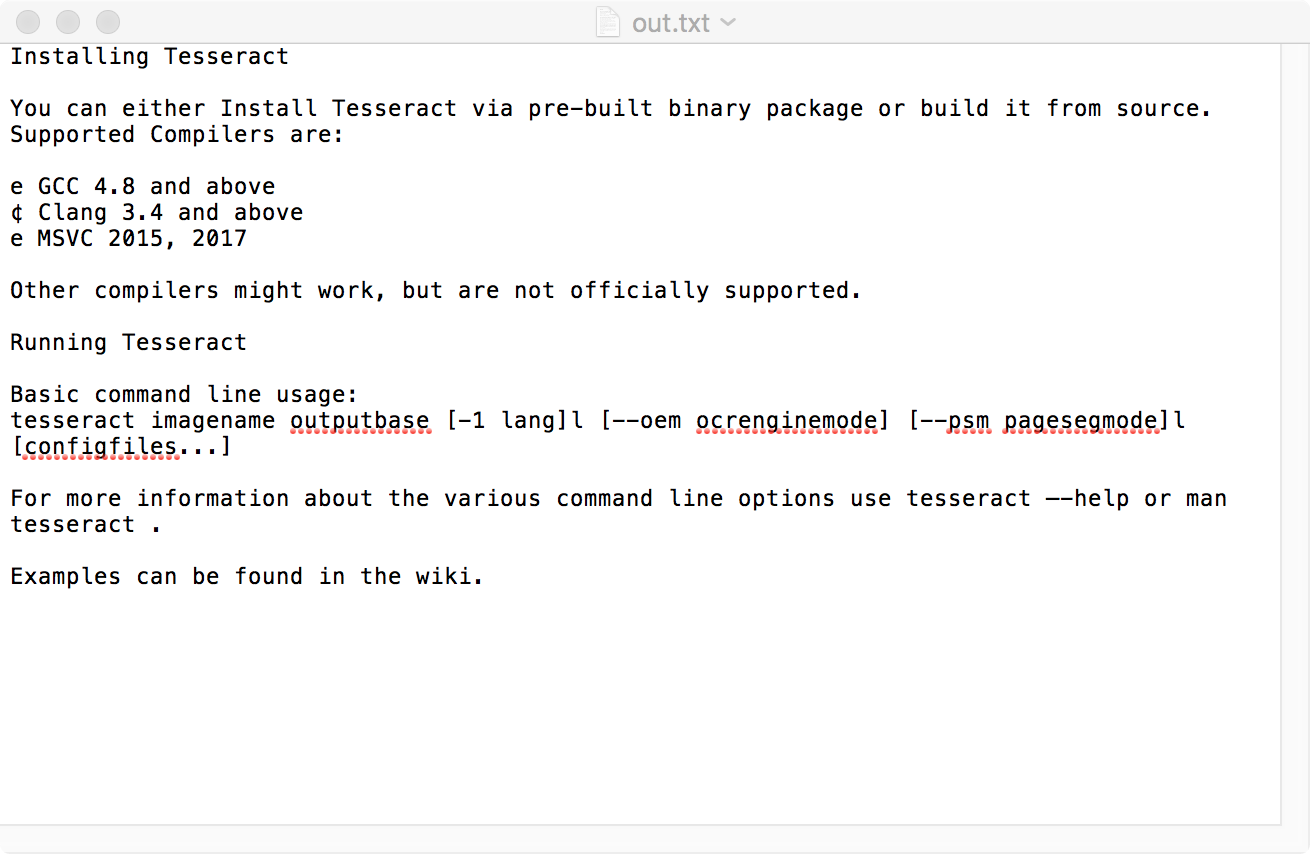 out.txt
Installing Tesseract
You can either Install Tesseract via pre-built binary package or build it from source.
Supported Compilers are:
e GCC 4.8 and above
¢ Clang 3.4 and above
e MSVC 2015, 2017
Other compilers might work, but are not officially supported.
Running Tesseract
Basic command line usage:
tesseract imagename outputbase [-1 lang]l [--oem ocrenginemode] [--psm pagesegmode]l
[configfiles...]
For more information about the various command line options use tesseract —-help or man
tesseract .
Examples can be found in the wiki.